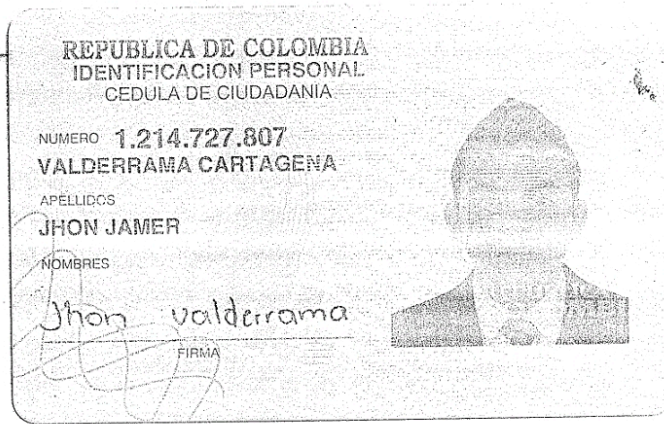 REPUBLICA DE COLOMBIA
IDENTIFICACION PERSONAL
CEDULA DE CIUDADANIA
NUMERO 1.214.727.807
VALDERRAMA CARTAGENA
APELLIDOS
JHON JAMER
NOMBRES
Jhon valderrama
FIRMA